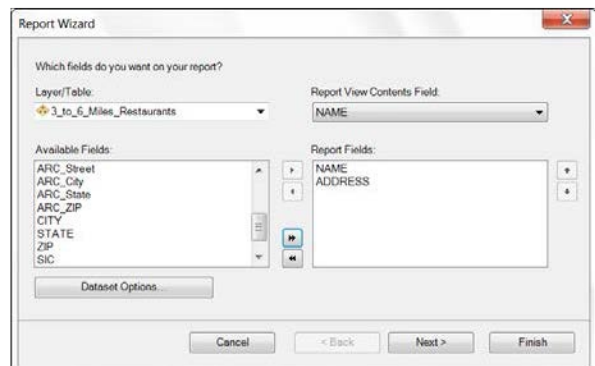 Report Wizard
Which fields do you want on your report?
Layer/Table:
3_to_6_Miles_Restaurants
Report View Contents Field:
NAME
Available Fields:
ARC_Street
ARC_City
ARC_State
ARC_ZIP
CITY
STATE
ZIP
SIC
Report Fields:
NAME
ADDRESS
Dataset Options...
Cancel
< Back
Next >
Finish